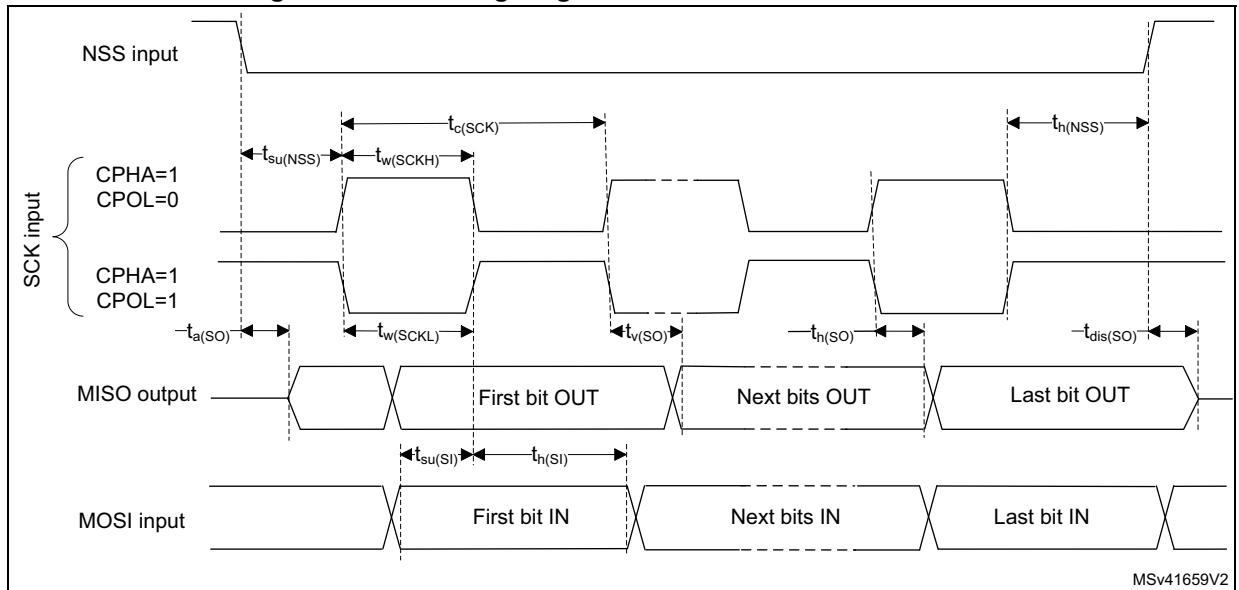 NSS input
tc(SCK)
th(NSS)
tsu(NSS)
tw(SCKH)
SCK input
CPHA=1
CPOL=0
CPHA=1
CPOL=1
ta(SO)
tw(SCKL)
tv(SO)
th(SO)
tdis(SO)
MISO output
First bit OUT
Next bits OUT
Last bit OUT
tsu(SI)
th(SI)
MOSI input
First bit IN
Next bits IN
Last bit IN
MSv41659V2